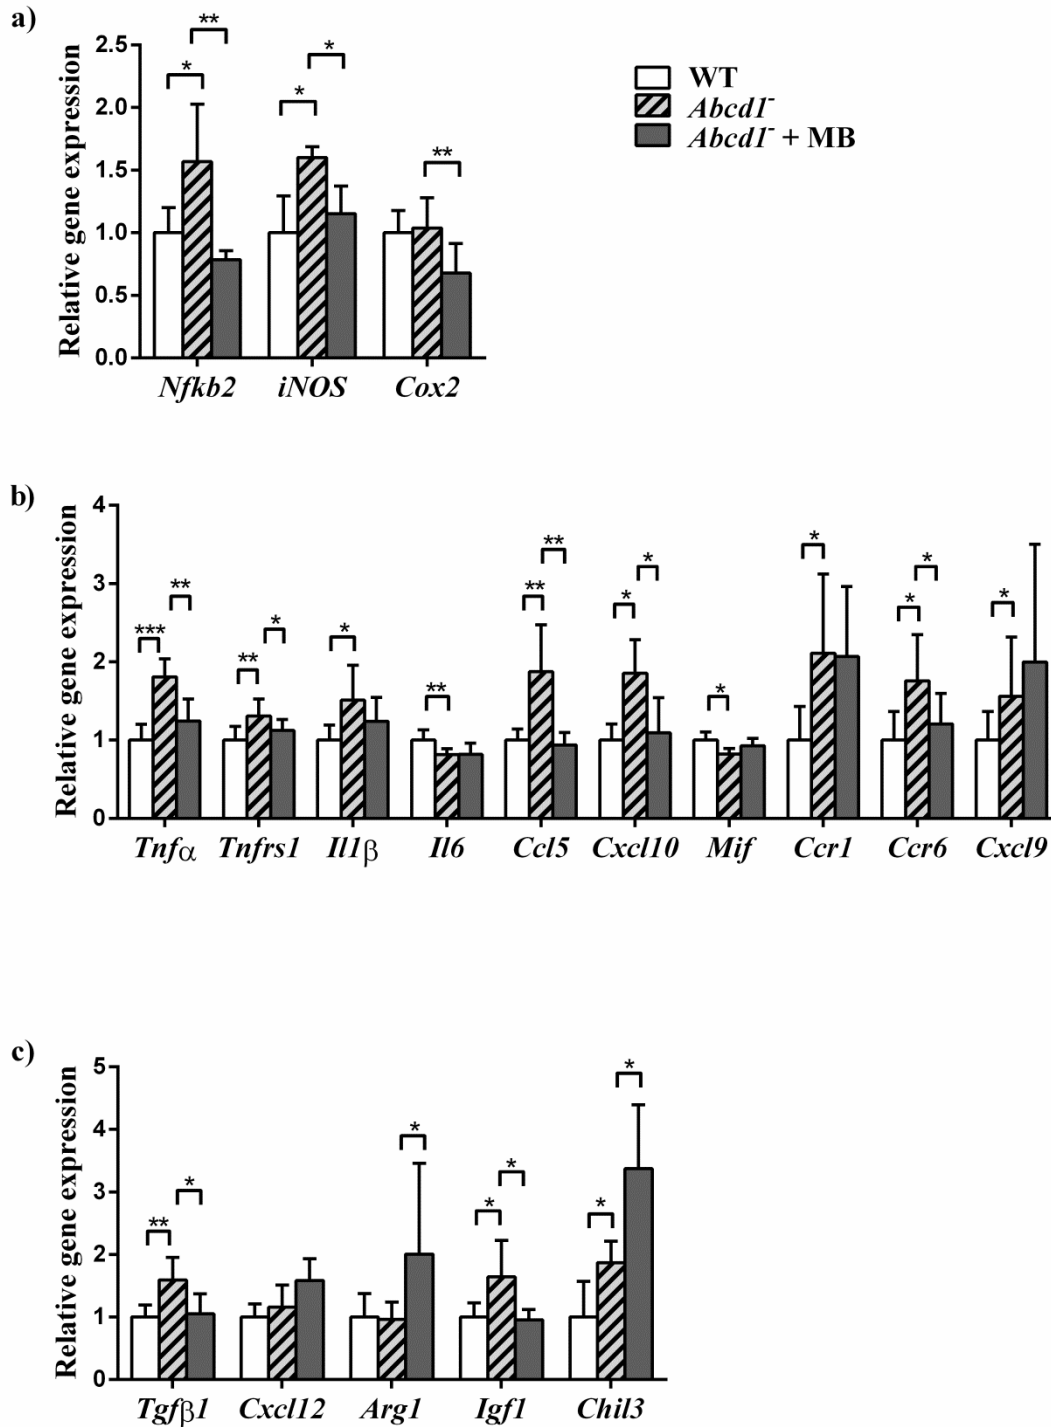 a)
Relative gene expression
2.5
2.0
1.5
1.0
0.5
0.0
* ** * * **
Nfkb2 iNOS Cox2
WT
Abcd1⁻
Abcd1⁻ + MB
b)
Relative gene expression
4
3
2
1
0
*** ** ** * * ** ** ** * * * * * * *
Tnfα Tnfrs1 Il1β Il6 Ccl5 Cxcl10 Mif Ccr1 Ccr6 Cxcl9
c)
Relative gene expression
5
4
3
2
1
0
** * * * * * *
Tgfβ1 Cxcl12 Arg1 Igf1 Chil3